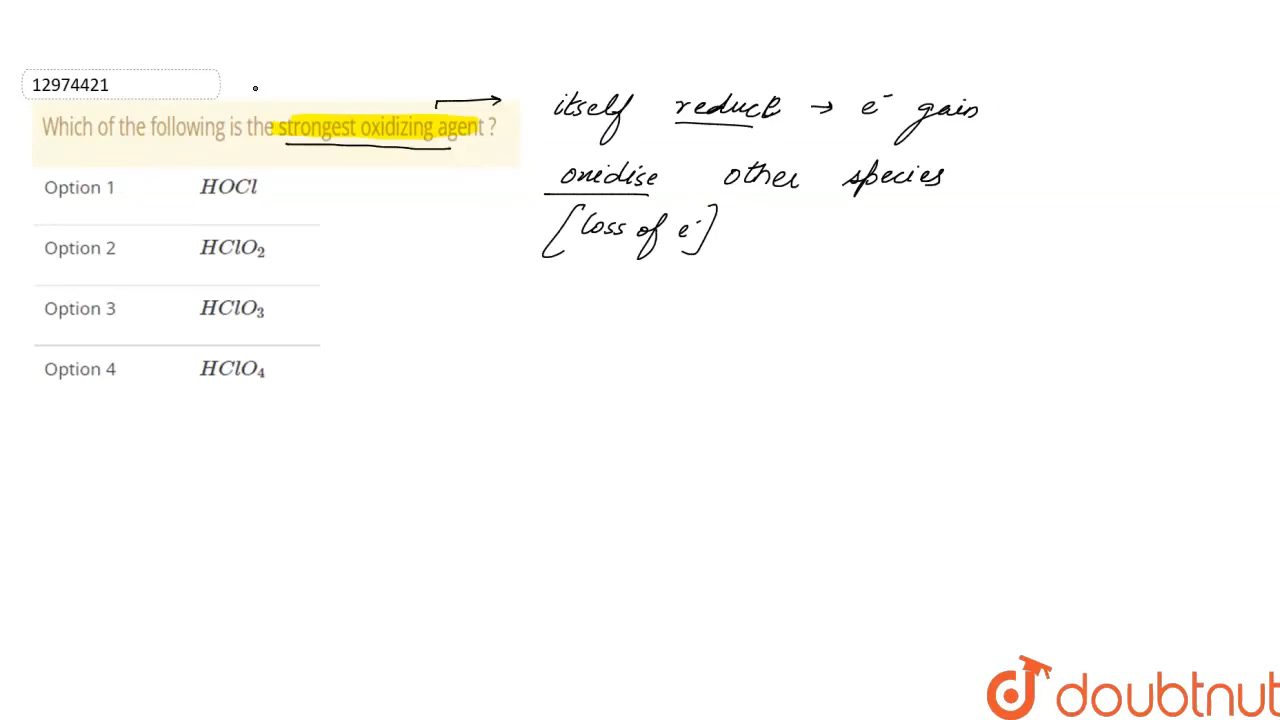 12974421
Which of the following is the strongest oxidizing agent ?
Option 1 HOCl
Option 2 HClO₂
Option 3 HClO₃
Option 4 HClO₄
itself reduce → e⁻ gain
oxidise other species
[loss of e⁻]
doubtnut